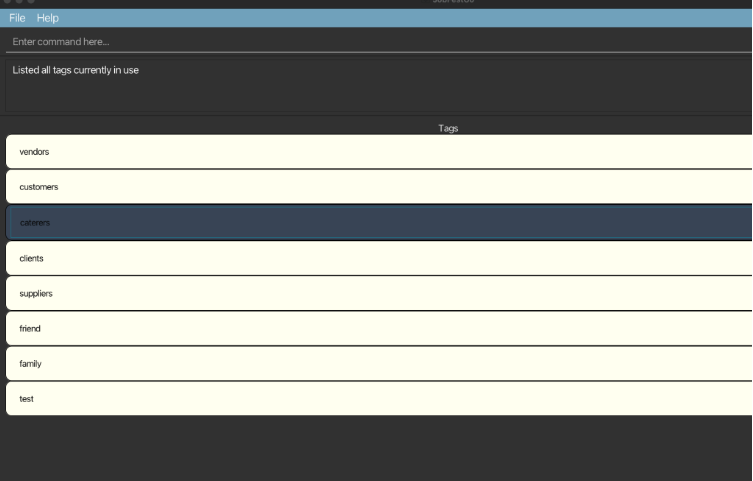 File Help
Enter command here...
Listed all tags currently in use
Tags
vendors
customers
caterers
clients
suppliers
friend
family
test